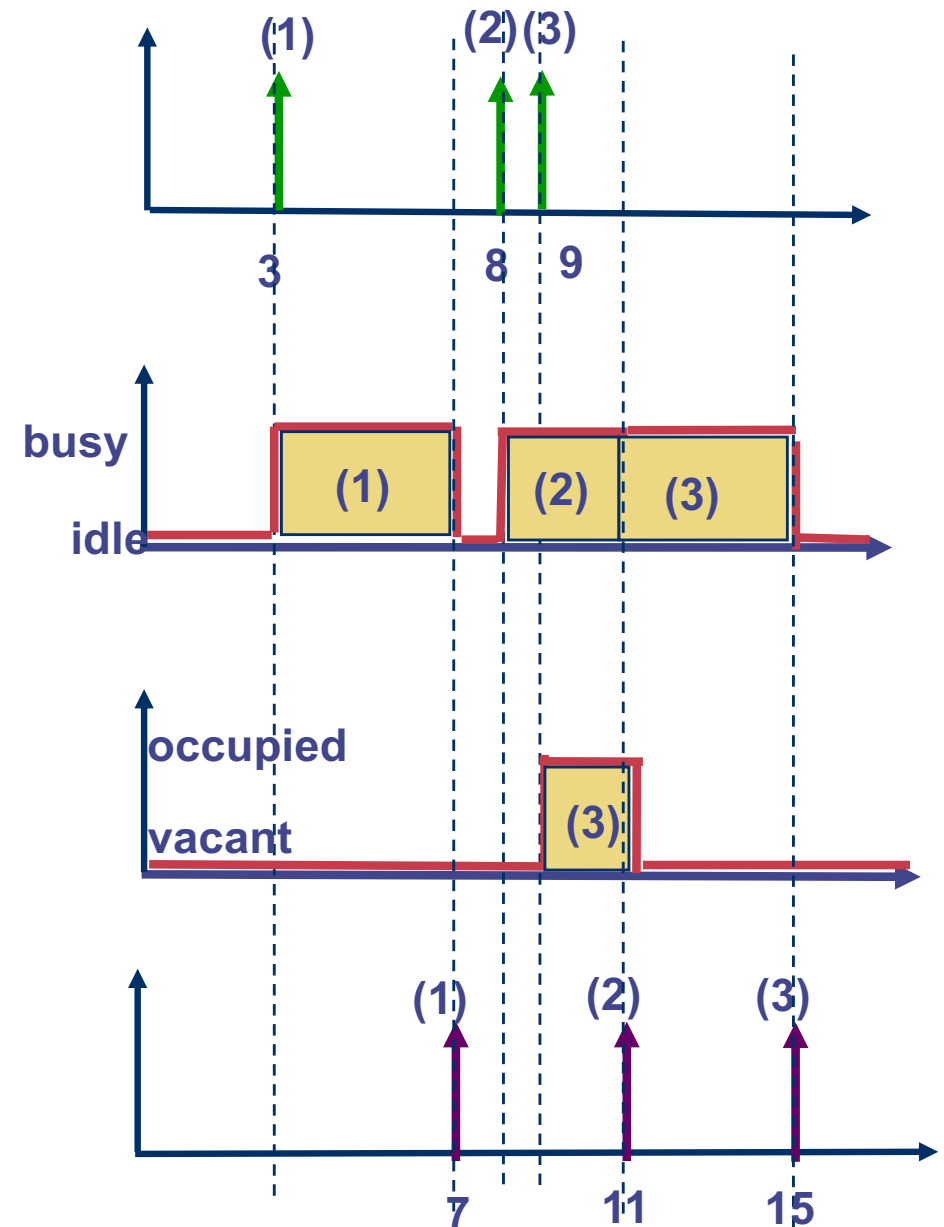 (1) (2) (3)
3 8 9
busy
(1) (2) (3)
idle
occupied
(3)
vacant
(1) (2) (3)
7 11 15